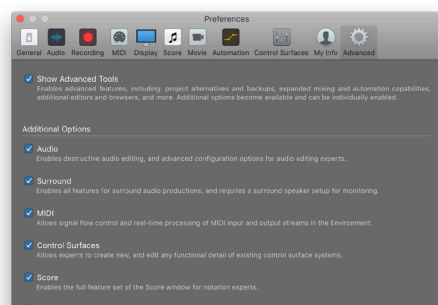 Preferences
General Audio Recording MIDI Display Score Movie Automation Control Surfaces My Info Advanced
Show Advanced Tools
Enables advanced features, including: project alternatives and backups, expanded mixing and automation capabilities,
additional editors and browsers, and more. Additional options become available and can be individually enabled.
Additional Options
Audio
Enables destructive audio editing, and advanced configuration options for audio editing experts.
Surround
Enables all features for surround audio productions, and requires a surround speaker setup for monitoring.
MIDI
Allows signal flow control and real-time processing of MIDI input and output streams in the Environment.
Control Surfaces
Allows experts to create new, and edit any functional detail of existing control surface systems.
Score
Enables the full feature set of the Score window for notation experts.